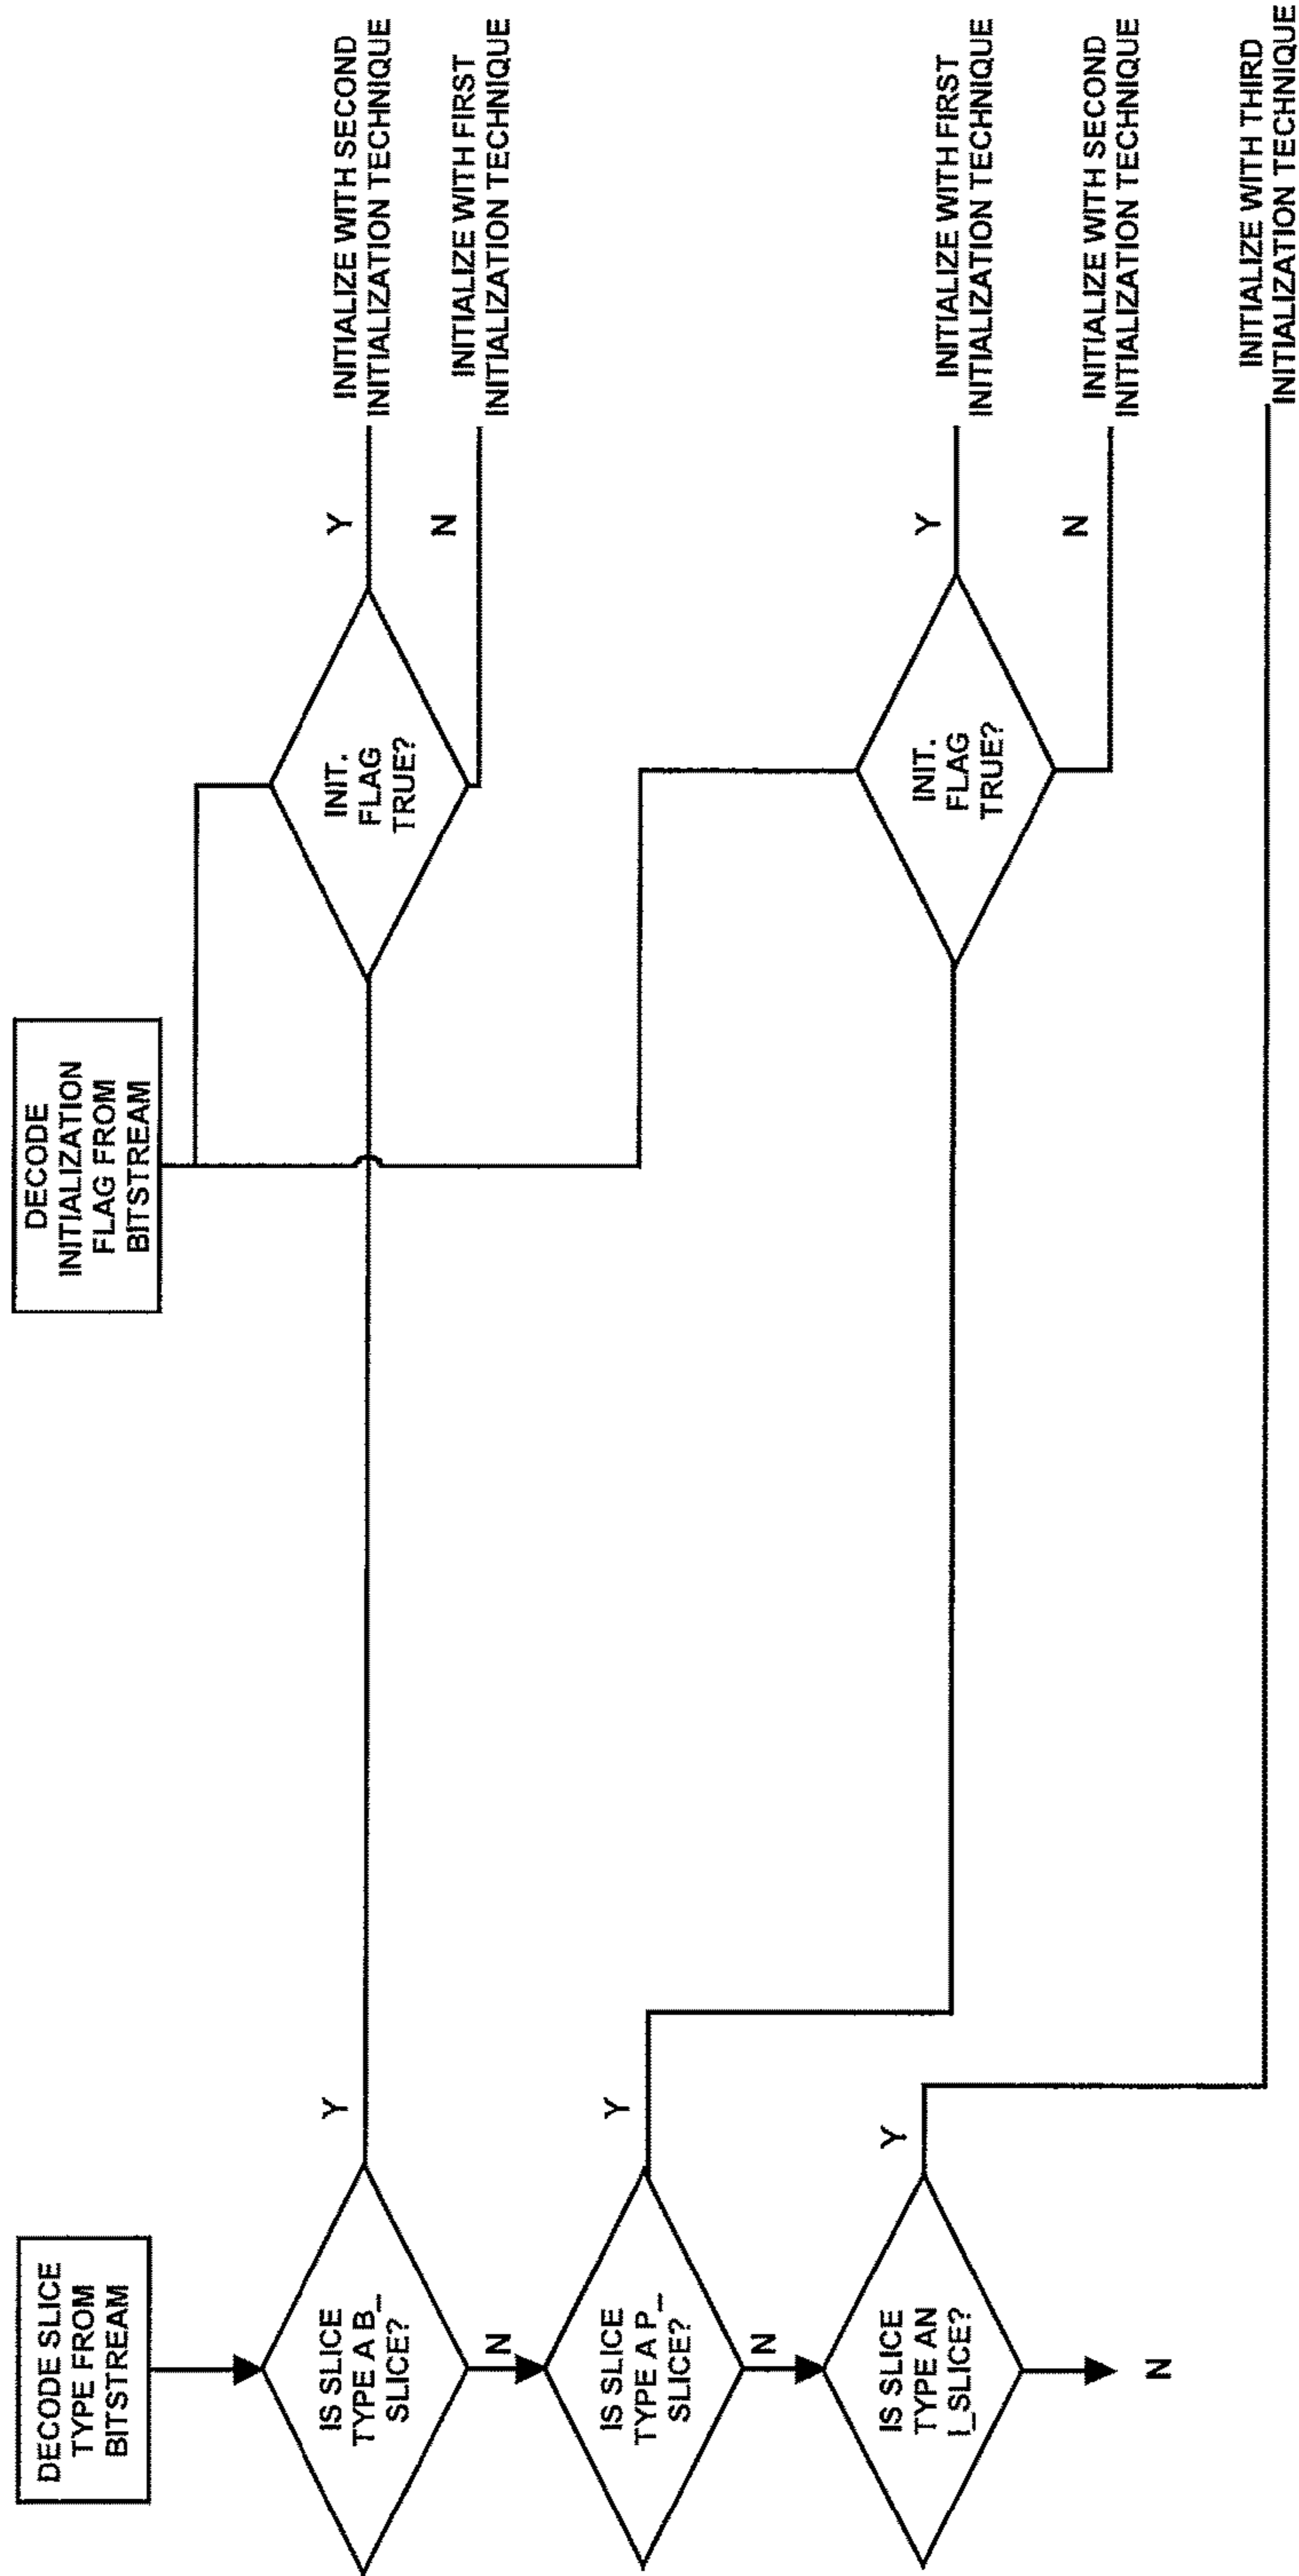 DECODE SLICE
TYPE FROM
BITSTREAM
IS SLICE
TYPE A B_
SLICE?
Y
N
IS SLICE
TYPE A P_
SLICE?
Y
N
IS SLICE
TYPE AN
I_SLICE?
Y
N
DECODE
INITIALIZATION
FLAG FROM
BITSTREAM
INIT.
FLAG
TRUE?
Y
N
INIT.
FLAG
TRUE?
Y
N
INITIALIZE WITH SECOND
INITIALIZATION TECHNIQUE
INITIALIZE WITH FIRST
INITIALIZATION TECHNIQUE
INITIALIZE WITH FIRST
INITIALIZATION TECHNIQUE
INITIALIZE WITH SECOND
INITIALIZATION TECHNIQUE
INITIALIZE WITH THIRD
INITIALIZATION TECHNIQUE